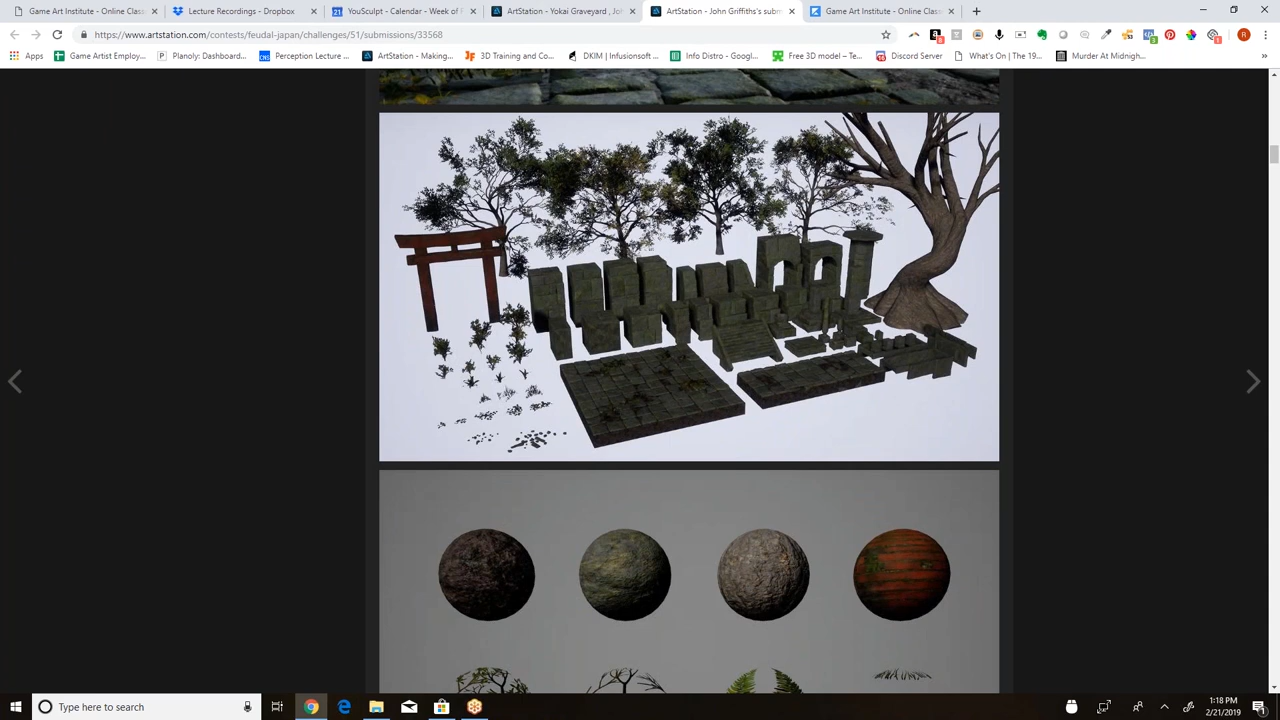 Game Art Institute - Online Class
Lecture Recordings - Dropbox
YouSculpt - Calendar - Week of F
ArtStation - Yokai Graveyard , Joh
ArtStation - John Griffiths's subm
Game Art Institute - Online Class
https://www.artstation.com/contests/feudal-japan/challenges/51/submissions/33568
Apps
Game Artist Employ...
Planoly: Dashboard...
Perception Lecture ...
ArtStation - Making...
3D Training and Co...
DKIM | Infusionsoft ...
Info Distro - Googl...
Free 3D model – Te...
Discord Server
What's On | The 19...
Murder At Midnigh...
Type here to search
1:18 PM
2/21/2019